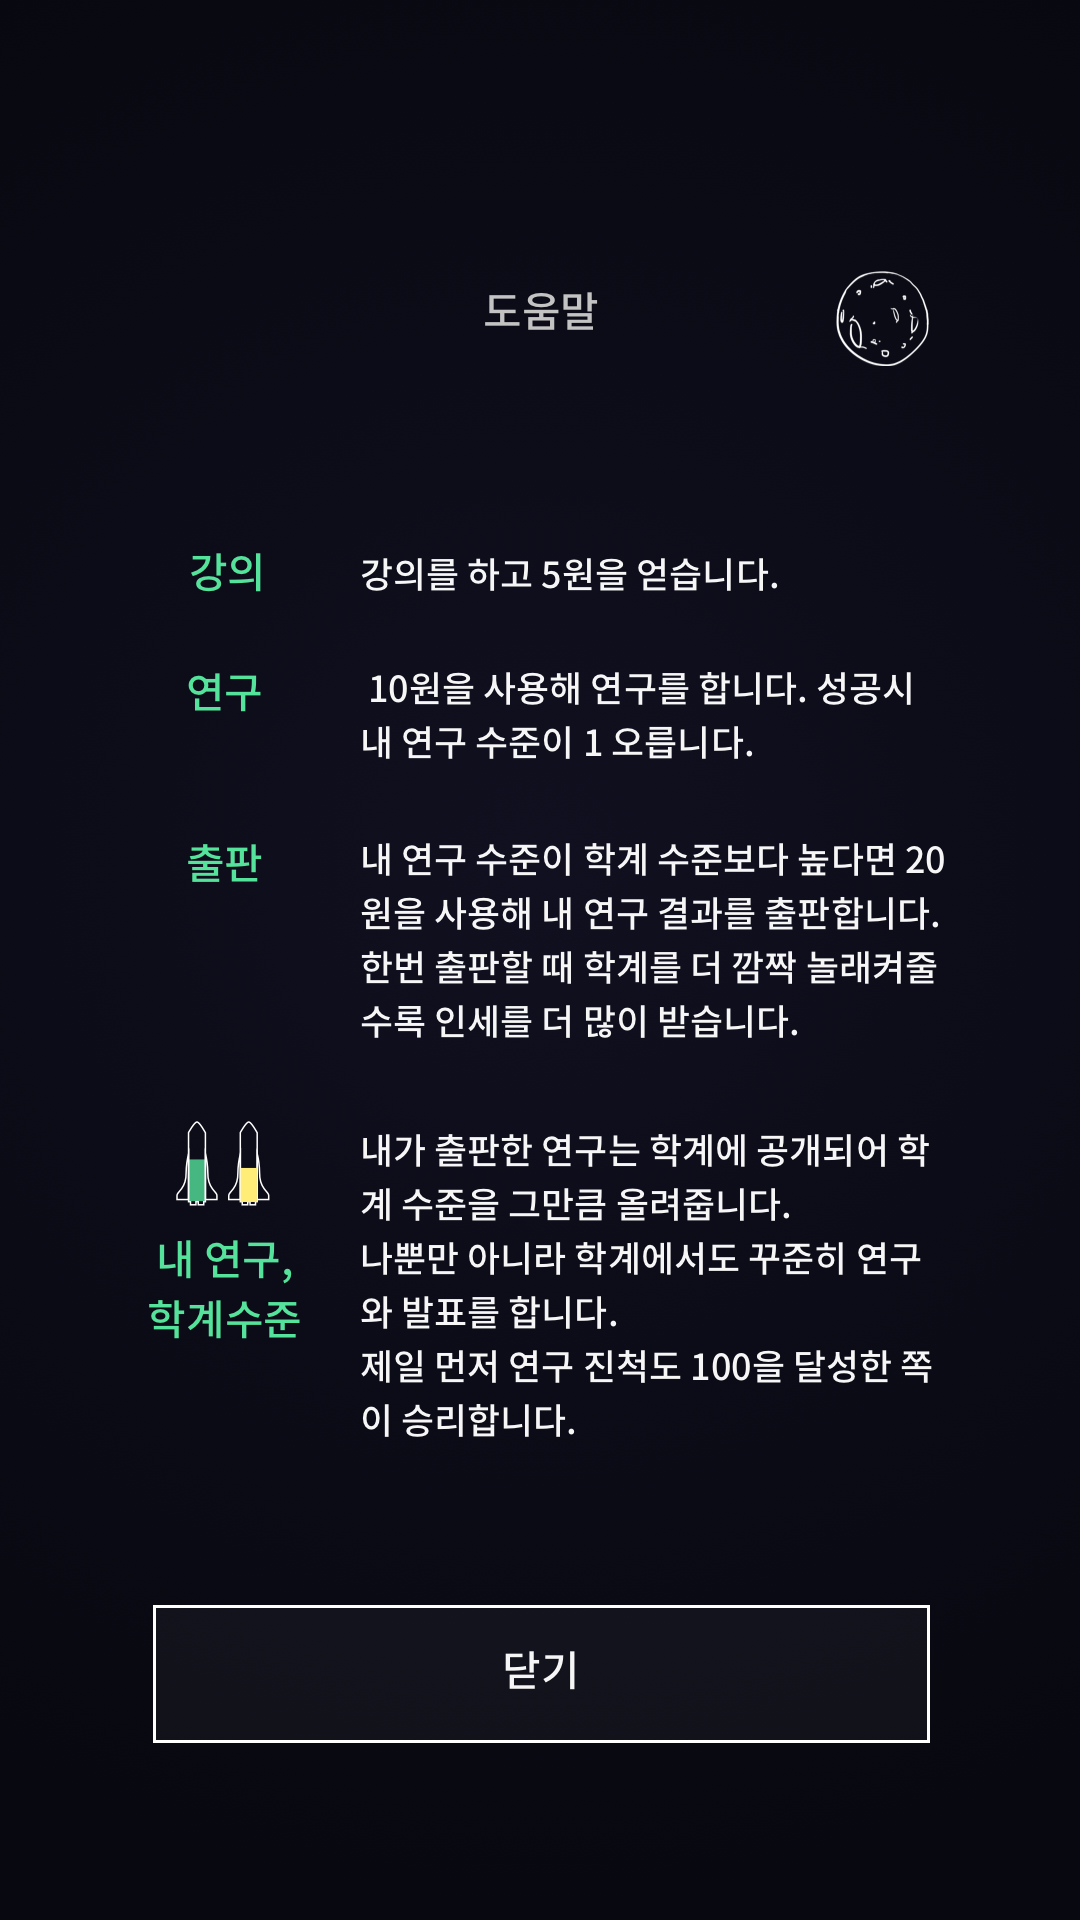 도움말
강의
강의를 하고 5원을 얻습니다.
연구
10원을 사용해 연구를 합니다. 성공시
내 연구 수준이 1 오릅니다.
출판
내 연구 수준이 학계 수준보다 높다면 20
원을 사용해 내 연구 결과를 출판합니다.
한번 출판할 때 학계를 더 깜짝 놀래켜줄
수록 인세를 더 많이 받습니다.
내 연구,
학계수준
내가 출판한 연구는 학계에 공개되어 학
계 수준을 그만큼 올려줍니다.
나뿐만 아니라 학계에서도 꾸준히 연구
와 발표를 합니다.
제일 먼저 연구 진척도 100을 달성한 쪽
이 승리합니다.
닫기